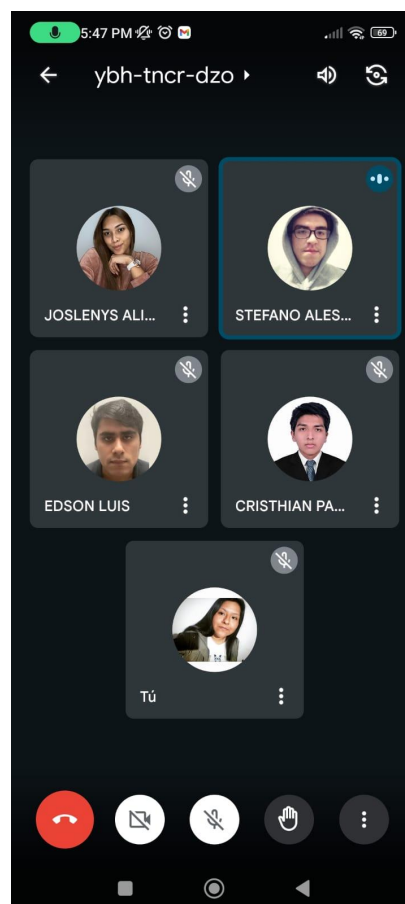 5:47 PM
69
ybh-tncr-dzo
JOSLENYS ALI...
STEFANO ALES...
EDSON LUIS
CRISTHIAN PA...
Tú